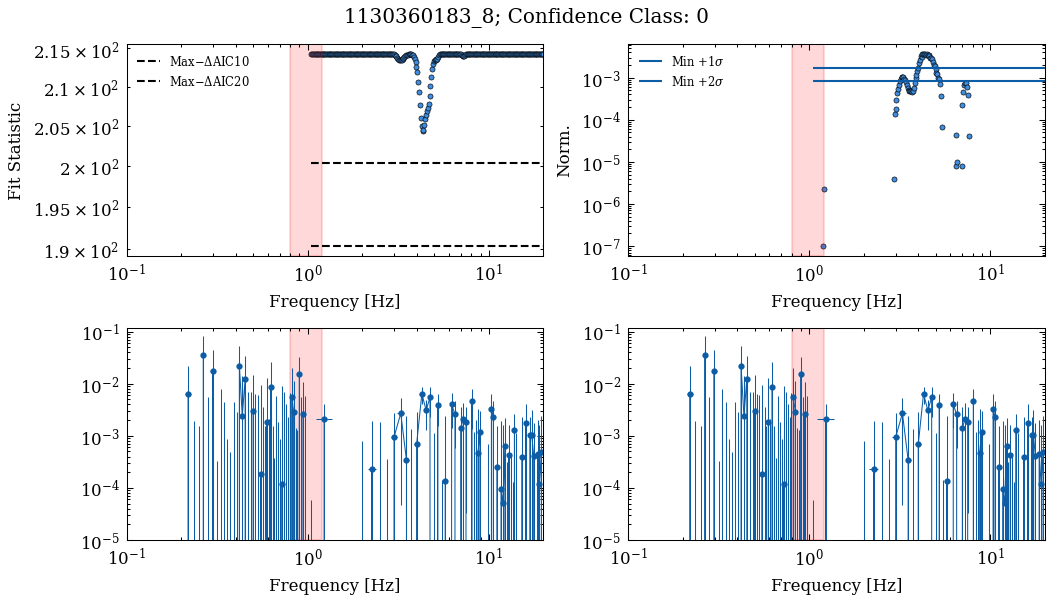 1130360183_8; Confidence Class: 0
Fit Statistic
2.15 × 10²
2.1 × 10²
2.05 × 10²
2 × 10²
1.95 × 10²
1.9 × 10²
Max−ΔAIC10
Max−ΔAIC20
10⁻¹ 10⁰ 10¹
Frequency [Hz]
Norm.
10⁻³
10⁻⁴
10⁻⁵
10⁻⁶
10⁻⁷
Min +1σ
Min +2σ
10⁻¹ 10⁰ 10¹
Frequency [Hz]
10⁻¹
10⁻²
10⁻³
10⁻⁴
10⁻⁵
10⁻¹ 10⁰ 10¹
Frequency [Hz]
10⁻¹
10⁻²
10⁻³
10⁻⁴
10⁻⁵
10⁻¹ 10⁰ 10¹
Frequency [Hz]